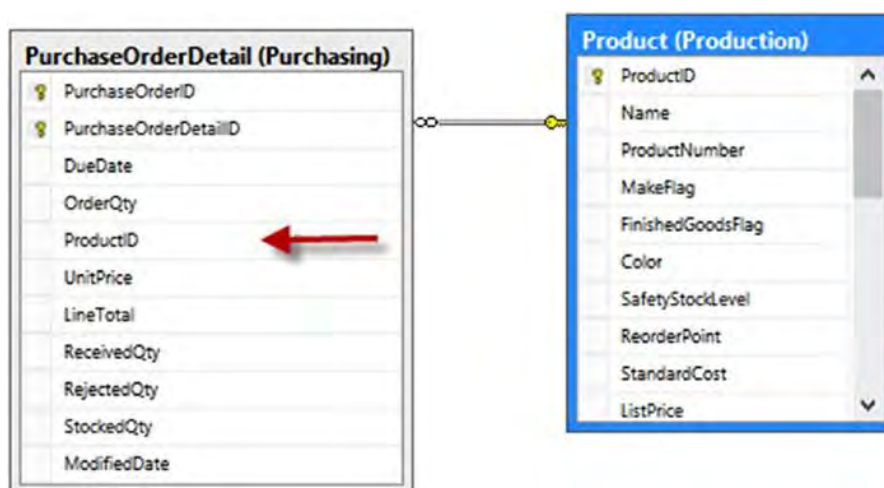 PurchaseOrderDetail (Purchasing)
PurchaseOrderID
PurchaseOrderDetailID
DueDate
OrderQty
ProductID
UnitPrice
LineTotal
ReceivedQty
RejectedQty
StockedQty
ModifiedDate
Product (Production)
ProductID
Name
ProductNumber
MakeFlag
FinishedGoodsFlag
Color
SafetyStockLevel
ReorderPoint
StandardCost
ListPrice